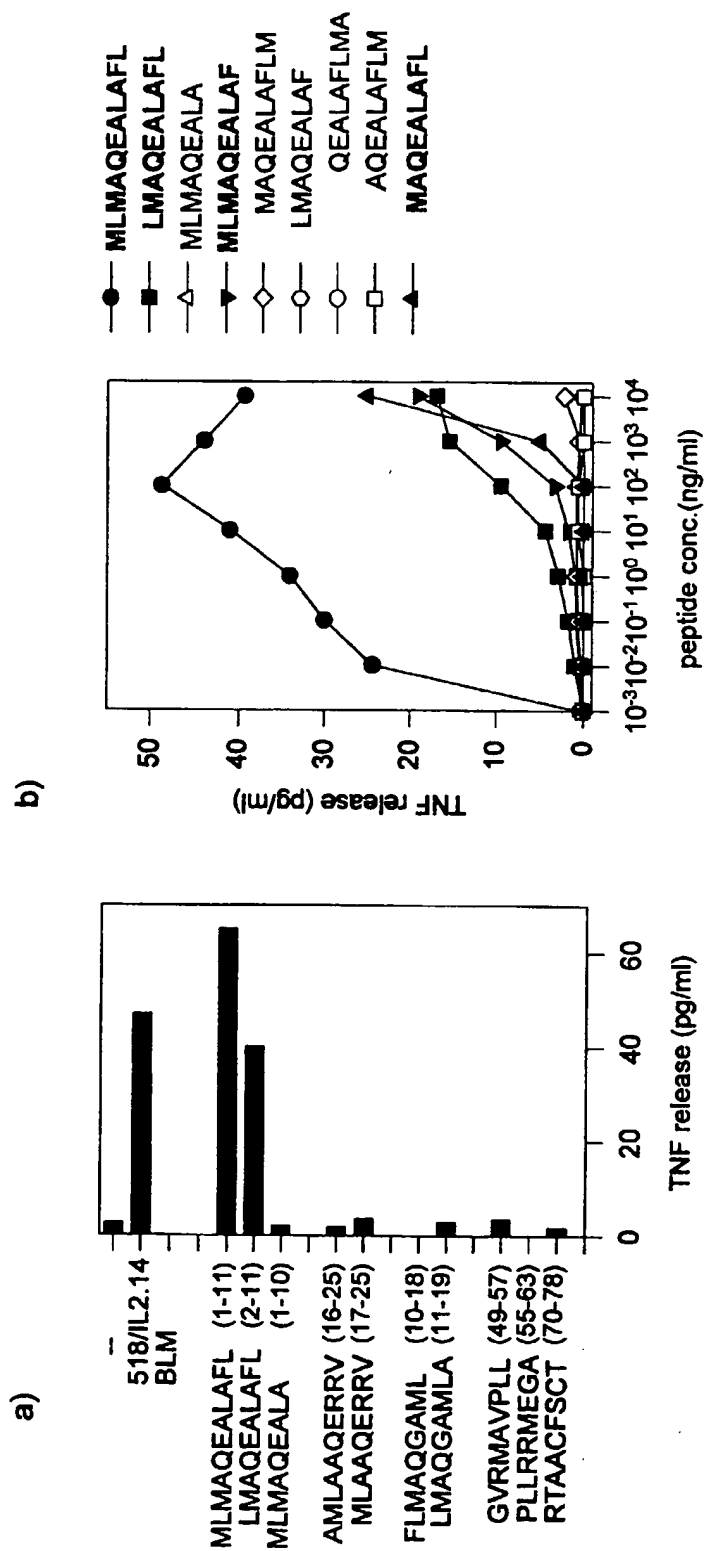 a)
--
518/IL2.14
BLM
MLMAQEALAFL (1-11)
LMAQEALAFL (2-11)
MLMAQEALA (1-10)
AMLAAQERRV (16-25)
MLAAQERRV (17-25)
FLMAQGAML (10-18)
LMAQGAMLA (11-19)
GVRMAVPLL (49-57)
PLLRRMEGA (55-63)
RTAACFSCT (70-78)
0 20 40 60
TNF release (pg/ml)
b)
TNF release (pg/ml)
50
40
30
20
10
0
10-3 10-2 10-1 100 101 102 103 104
peptide conc.(ng/ml)
MLMAQEALAFL
LMAQEALAFL
MLMAQEALA
MLMAQEALAF
MAQEALAFLM
LMAQEALAF
QEALAFLMA
AQEALAFLM
MAQEALAFL